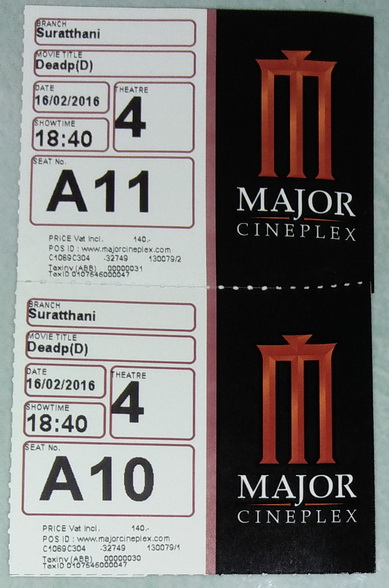 BRANCH
Suratthani
MOVIE TITLE
Deadp(D)
DATE
16/02/2016
THEATRE
4
SHOWTIME
18:40
SEAT No.
A11
PRICE Vat Incl. 140.-
POS ID : www.majorcineplex.com
C1069C304 -32749 130079/2
TaxInv(ABB) 00000031
TaxID 0107546000047
MAJOR
CINEPLEX
BRANCH
Suratthani
MOVIE TITLE
Deadp(D)
DATE
16/02/2016
THEATRE
4
SHOWTIME
18:40
SEAT No.
A10
PRICE Vat Incl. 140.-
POS ID : www.majorcineplex.com
C1069C304 -32749 130079/1
TaxInv(ABB) 00000030
TaxID 0107546000047
MAJOR
CINEPLEX